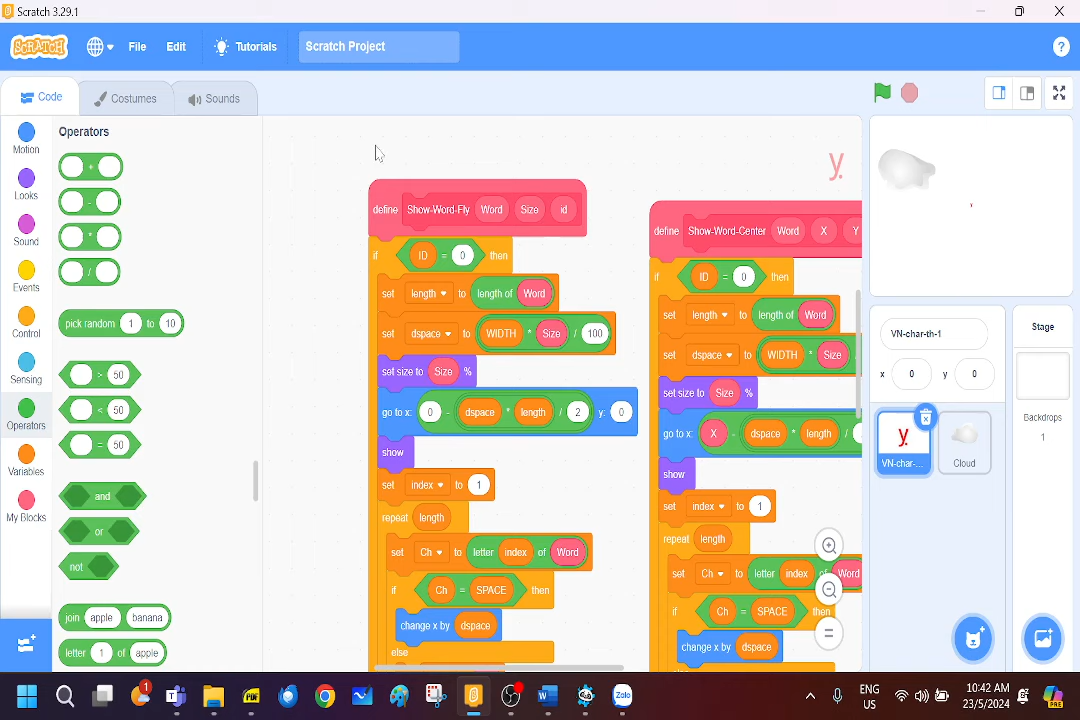 Scratch 3.29.1
SCRATCH File Edit Tutorials Scratch Project ?
Code Costumes Sounds
Motion
Looks
Sound
Events
Control
Sensing
Operators
Variables
My Blocks
Operators
+
-
*
/
pick random 1 to 10
> 50
< 50
= 50
and
or
not
join apple banana
letter 1 of apple
define Show-Word-Fly Word Size id
if ID = 0 then
set length to length of Word
set dspace to WIDTH * Size / 100
set size to Size %
go to x: 0 - dspace * length / 2 y: 0
show
set index to 1
repeat length
set Ch to letter index of Word
if Ch = SPACE then
change x by dspace
else
y
define Show-Word-Center Word X Y
if ID = 0 then
set length to length of Word
set dspace to WIDTH * Size /
set size to Size %
go to x: X - dspace * length /
show
set index to 1
repeat length
set Ch to letter index of Word
if Ch = SPACE then
change x by dspace
VN-char-th-1
x 0 y 0
y
VN-char-...
Cloud
Stage
Backdrops
1
1
PDF
Zalo
ENG
US
10:42 AM
23/5/2024
PRE